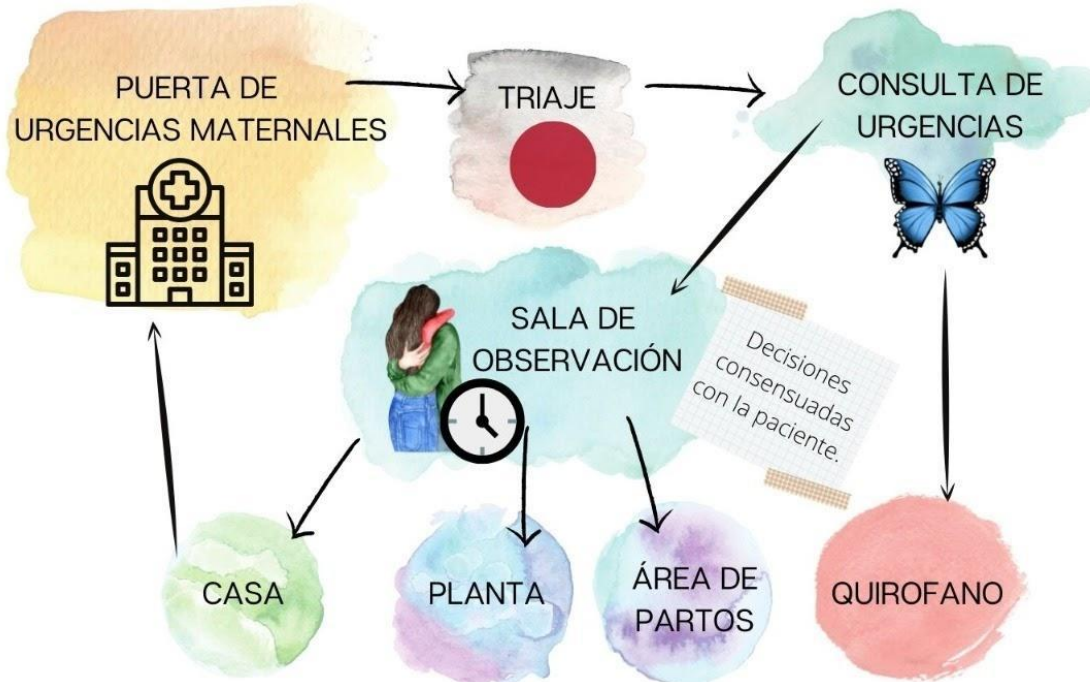 PUERTA DE
URGENCIAS MATERNALES
TRIAJE
CONSULTA DE
URGENCIAS
SALA DE
OBSERVACIÓN
Decisiones
consensuadas
con la paciente.
CASA
PLANTA
ÁREA DE
PARTOS
QUIROFANO